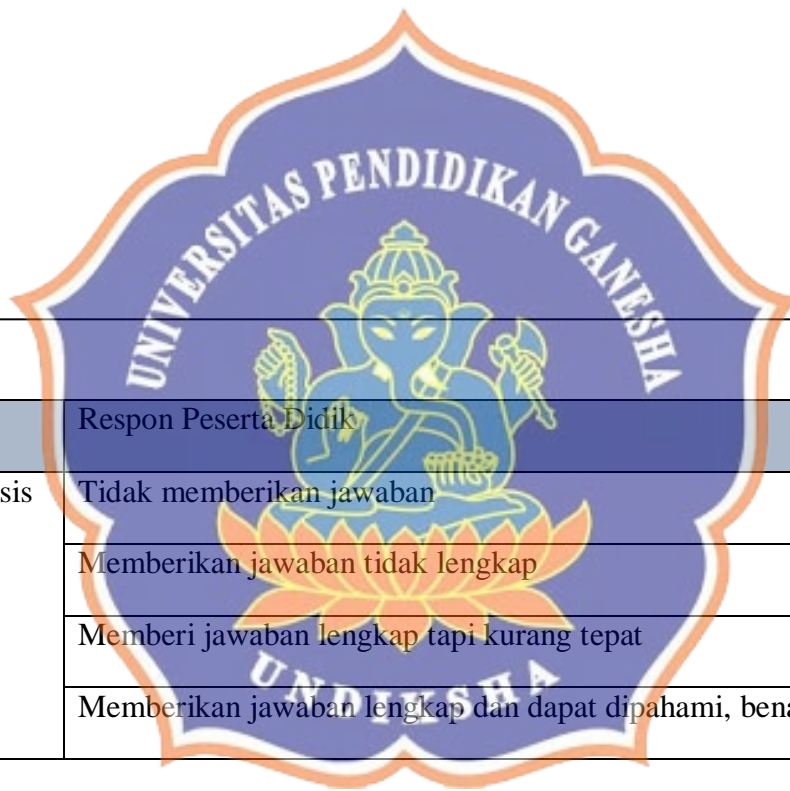 UNIVERSITAS PENDIDIKAN GANESHA
Respon Peserta Didik
sis Tidak memberikan jawaban
Memberikan jawaban tidak lengkap
Memberi jawaban lengkap tapi kurang tepat
UNDIKSHA
Memberikan jawaban lengkap dan dapat dipahami, bena